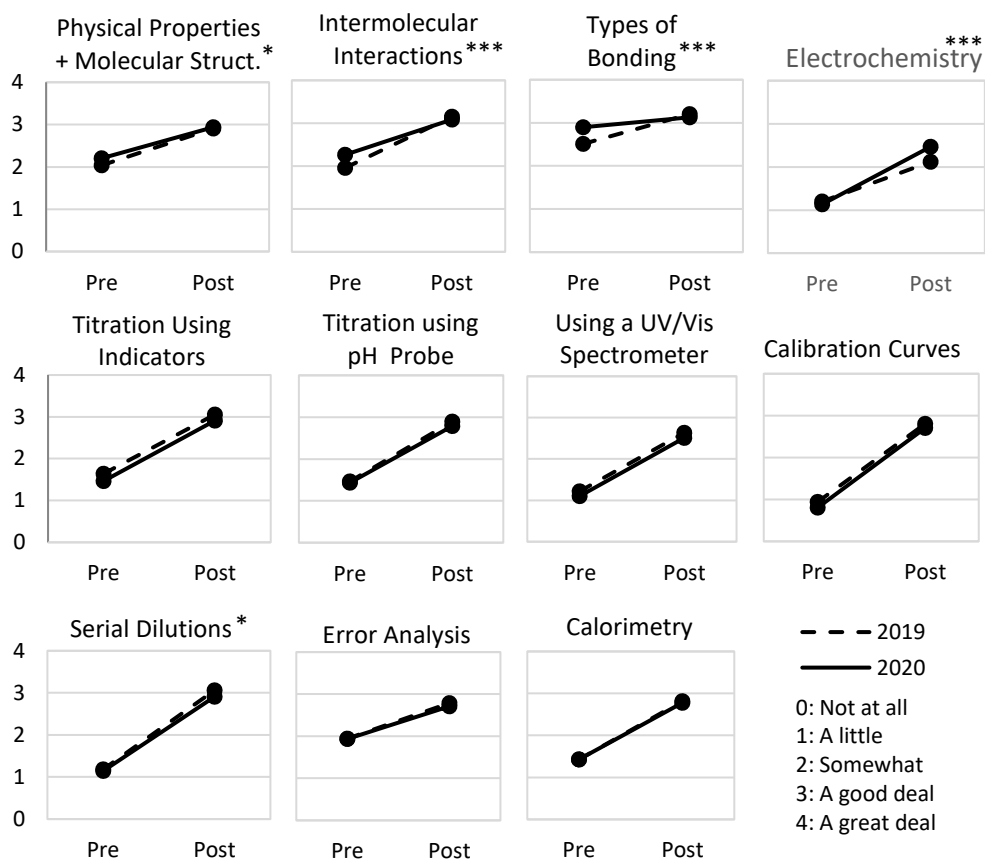 Physical Properties
+ Molecular Struct.*
Intermolecular
Interactions***
Types of
Bonding***
Electrochemistry***
4
3
2
1
0
Pre Post
Pre Post
Pre Post
Pre Post
Titration Using
Indicators
Titration using
pH Probe
Using a UV/Vis
Spectrometer
Calibration Curves
4
3
2
1
0
Pre Post
Pre Post
Pre Post
Pre Post
Serial Dilutions*
Error Analysis
Calorimetry
4
3
2
1
0
Pre Post
Pre Post
Pre Post
2019
2020
0: Not at all
1: A little
2: Somewhat
3: A good deal
4: A great deal